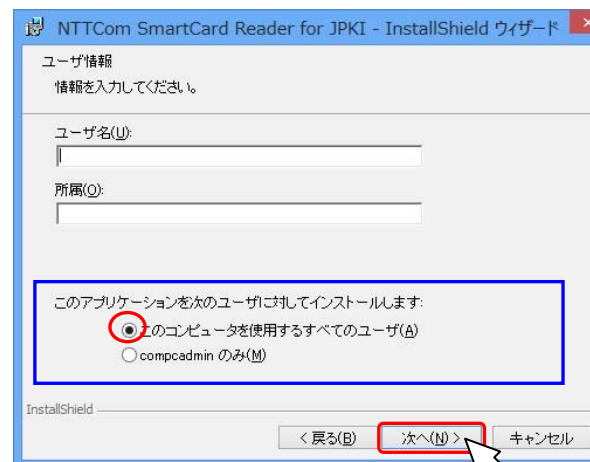 NTTCom SmartCard Reader for JPKI - InstallShield ウィザード
ユーザ情報
情報を入力してください。
ユーザ名(U):
所属(O):
このアプリケーションを次のユーザに対してインストールします:
このコンピュータを使用するすべてのユーザ(A)
compcadmin のみ(M)
InstallShield
< 戻る(B) 次へ(N) > キャンセル